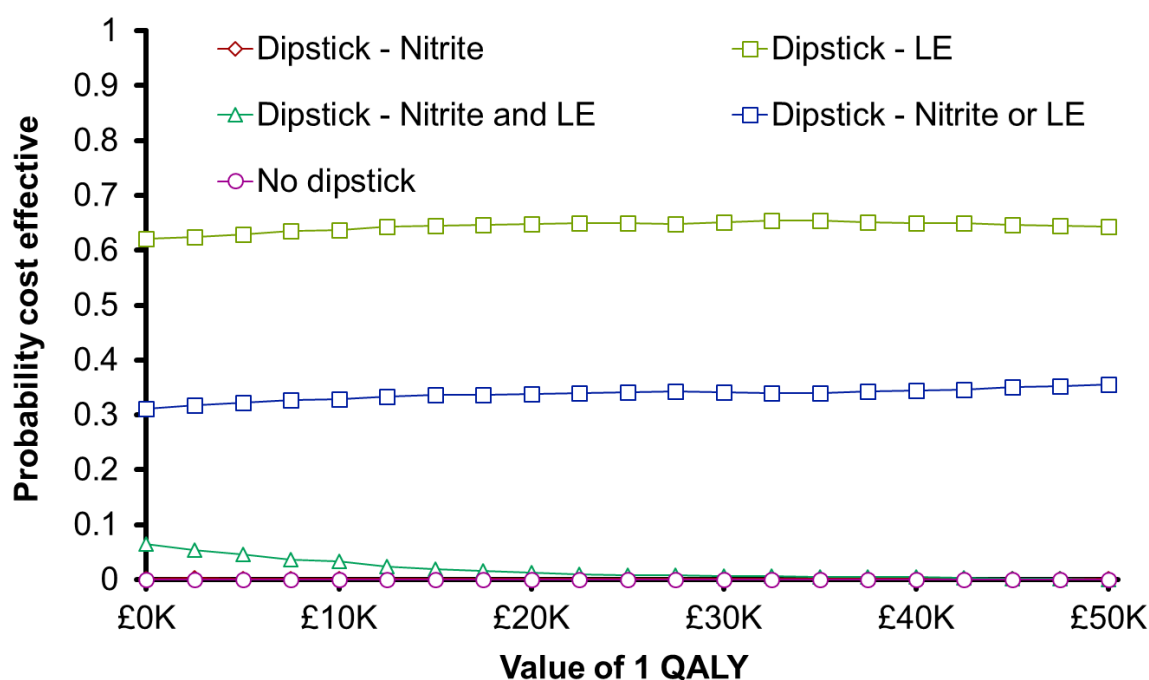 Probability cost effective
1
0.9
0.8
0.7
0.6
0.5
0.4
0.3
0.2
0.1
0
Dipstick - Nitrite
Dipstick - LE
Dipstick - Nitrite and LE
Dipstick - Nitrite or LE
No dipstick
£0K
£10K
£20K
£30K
£40K
£50K
Value of 1 QALY